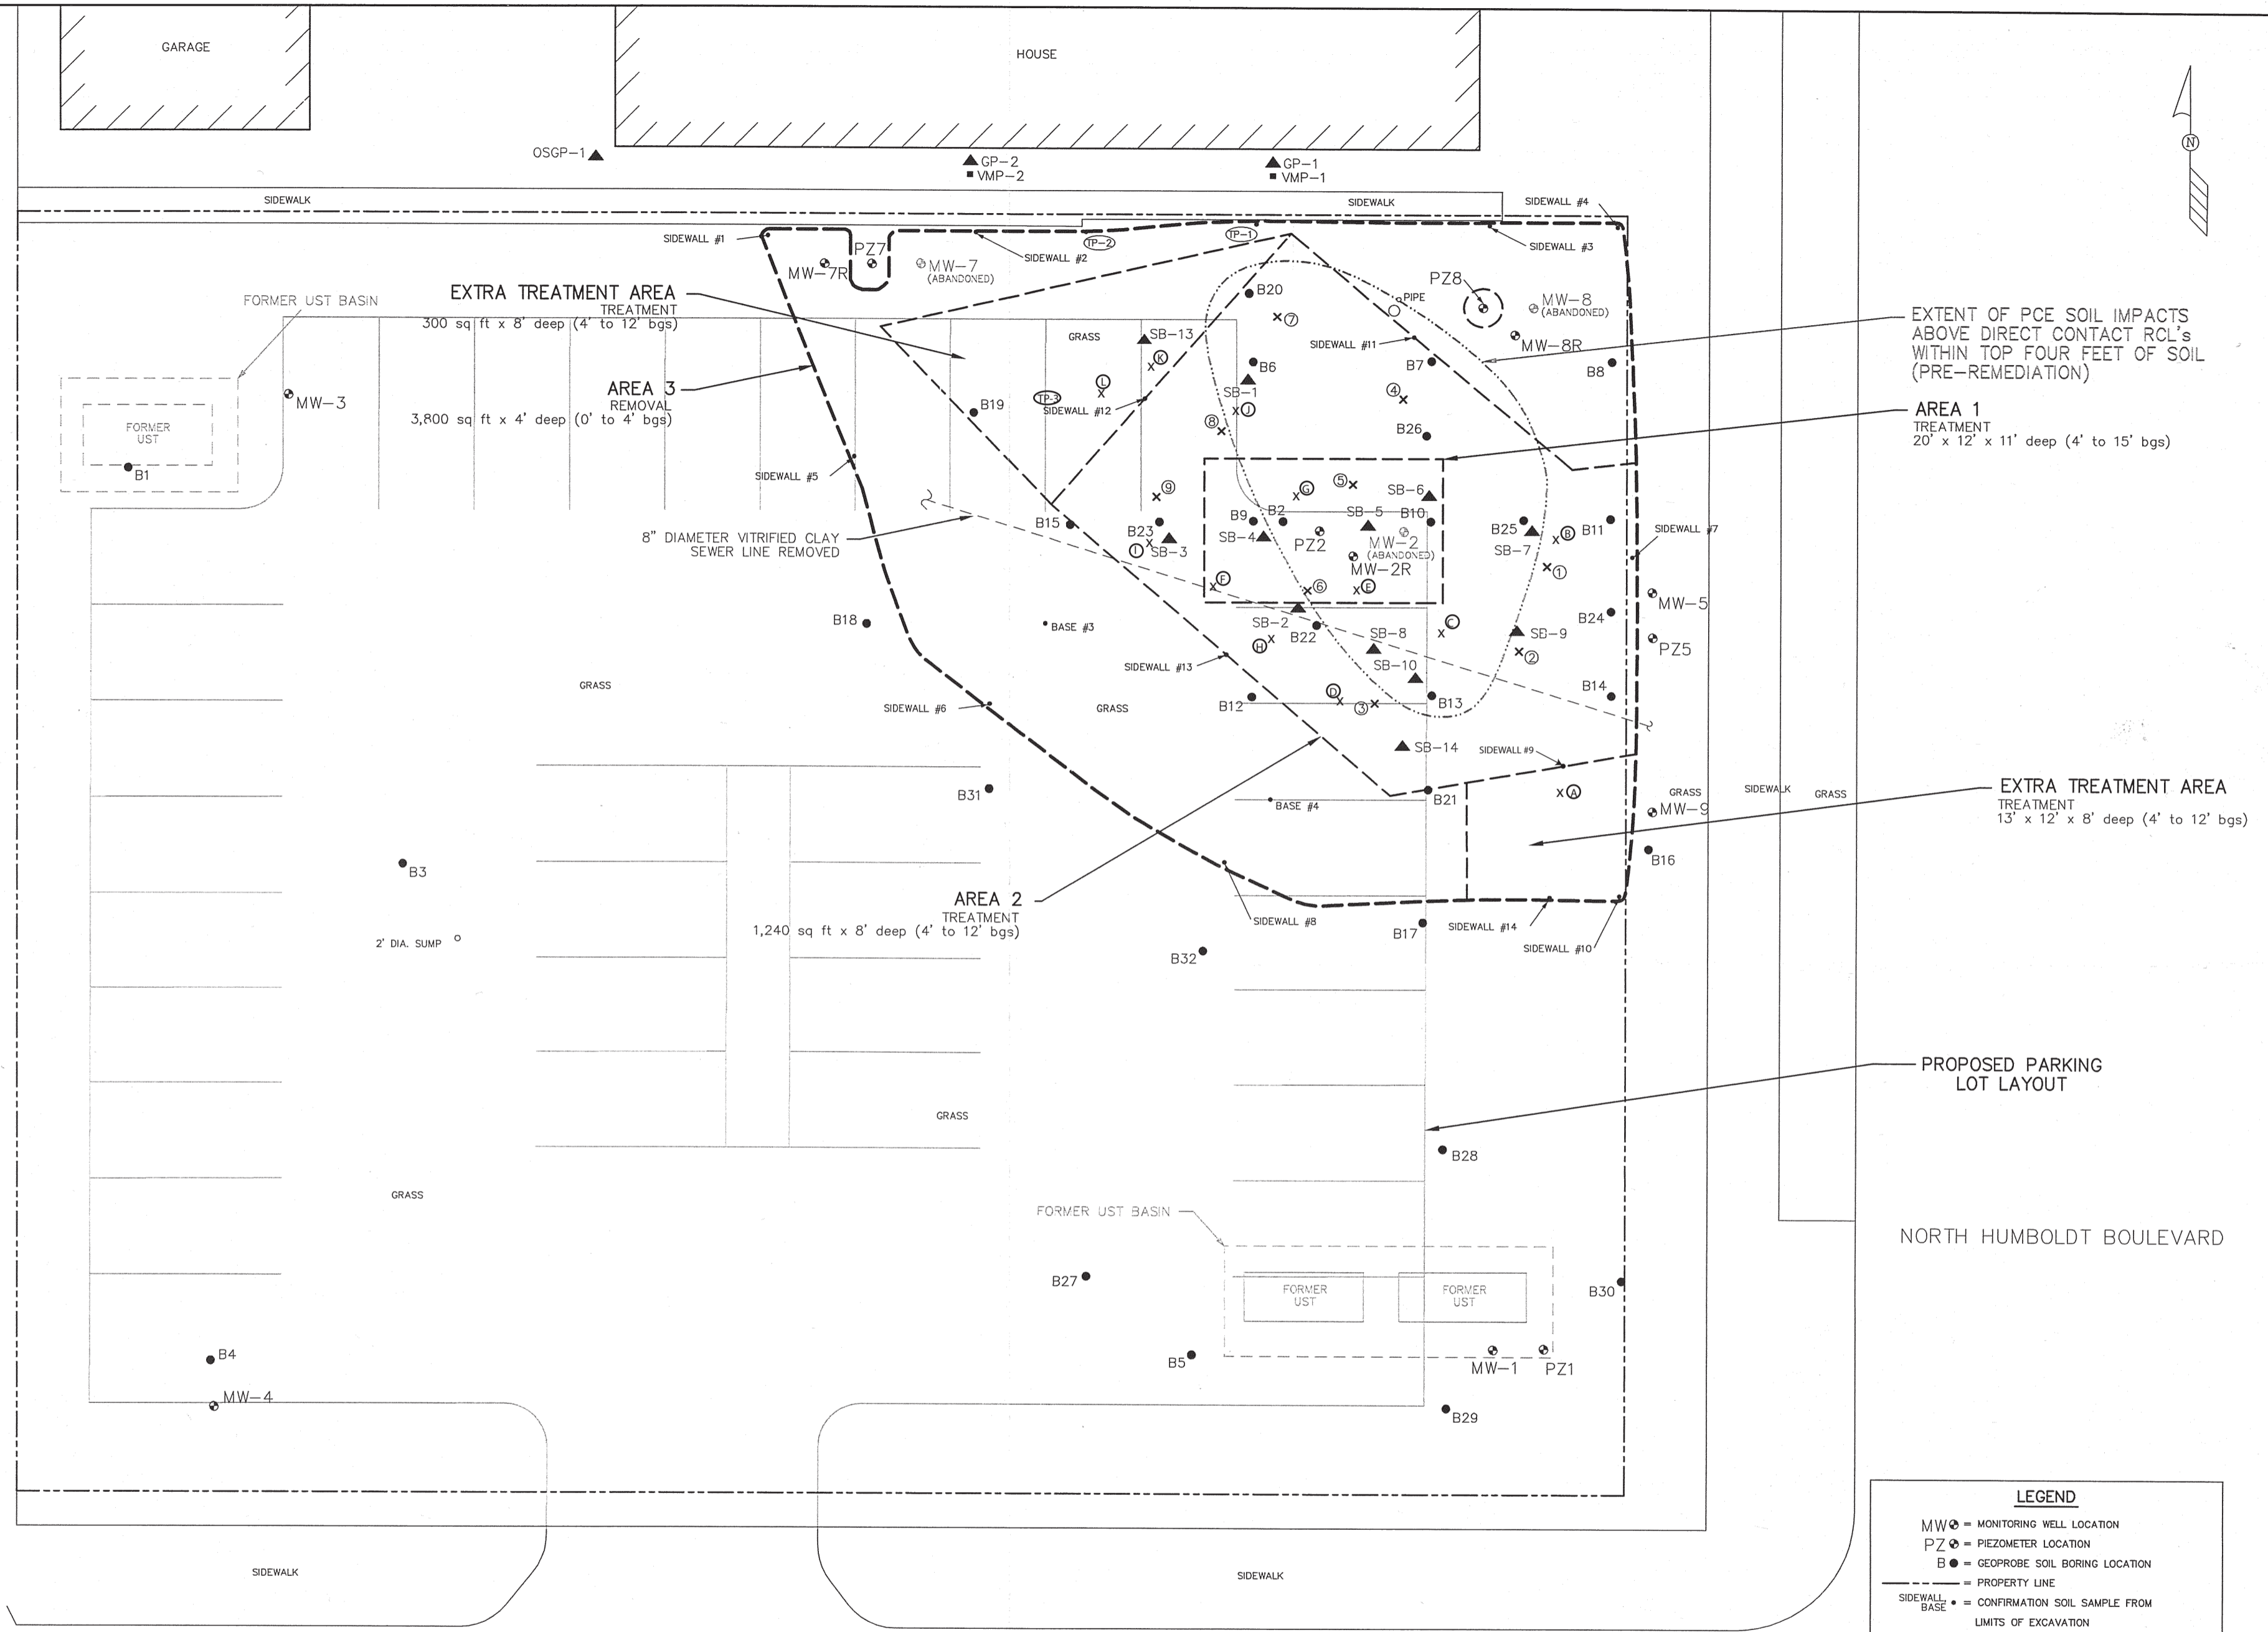 GARAGE
HOUSE
OSGP-1
GP-2
VMP-2
GP-1
VMP-1
N
SIDEWALK
SIDEWALK
SIDEWALL #4
SIDEWALL #1
TP-2
TP-1
SIDEWALL #3
SIDEWALL #2
PZ7
MW-7R
MW-7
(ABANDONED)
FORMER UST BASIN
EXTRA TREATMENT AREA
TREATMENT
300 sq ft x 8' deep (4' to 12' bgs)
B20
7
PIPE
PZ8
MW-8
(ABANDONED)
MW-8R
EXTENT OF PCE SOIL IMPACTS
ABOVE DIRECT CONTACT RCL's
WITHIN TOP FOUR FEET OF SOIL
(PRE-REMEDIATION)
GRASS
SB-13
K
SIDEWALL #11
B6
B7
B8
AREA 3
REMOVAL
3,800 sq ft x 4' deep (0' to 4' bgs)
MW-3
L
TP-3
SIDEWALL #12
SB-1
J
4
B19
8
B26
AREA 1
TREATMENT
20' x 12' x 11' deep (4' to 15' bgs)
FORMER
UST
B1
SIDEWALL #5
9
G
5
SB-6
8" DIAMETER VITRIFIED CLAY
SEWER LINE REMOVED
B15
B23
I
SB-3
B9
B2
SB-4
PZ2
SB-5
B10
MW-2
(ABANDONED)
MW-2R
B25
SB-7
B
B11
SIDEWALL #7
1
F
6
E
MW-5
B18
BASE #3
SB-2
B22
H
SB-8
C
SB-9
2
B24
PZ5
SIDEWALL #13
SB-10
GRASS
SIDEWALL #6
GRASS
B12
D
3
B13
B14
SB-14
SIDEWALL #9
B31
BASE #4
B21
A
GRASS
SIDEWALK
GRASS
MW-9
EXTRA TREATMENT AREA
TREATMENT
13' x 12' x 8' deep (4' to 12' bgs)
B3
B16
AREA 2
TREATMENT
1,240 sq ft x 8' deep (4' to 12' bgs)
SIDEWALL #8
B17
SIDEWALL #14
SIDEWALL #10
2' DIA. SUMP
B32
PROPOSED PARKING
LOT LAYOUT
GRASS
B28
GRASS
FORMER UST BASIN
NORTH HUMBOLDT BOULEVARD
B27
FORMER
UST
FORMER
UST
B30
B4
B5
MW-1
PZ1
MW-4
B29
SIDEWALK
SIDEWALK
LEGEND
MW = MONITORING WELL LOCATION
PZ = PIEZOMETER LOCATION
B = GEOPROBE SOIL BORING LOCATION
= PROPERTY LINE
SIDEWALL,
BASE = CONFIRMATION SOIL SAMPLE FROM
LIMITS OF EXCAVATION